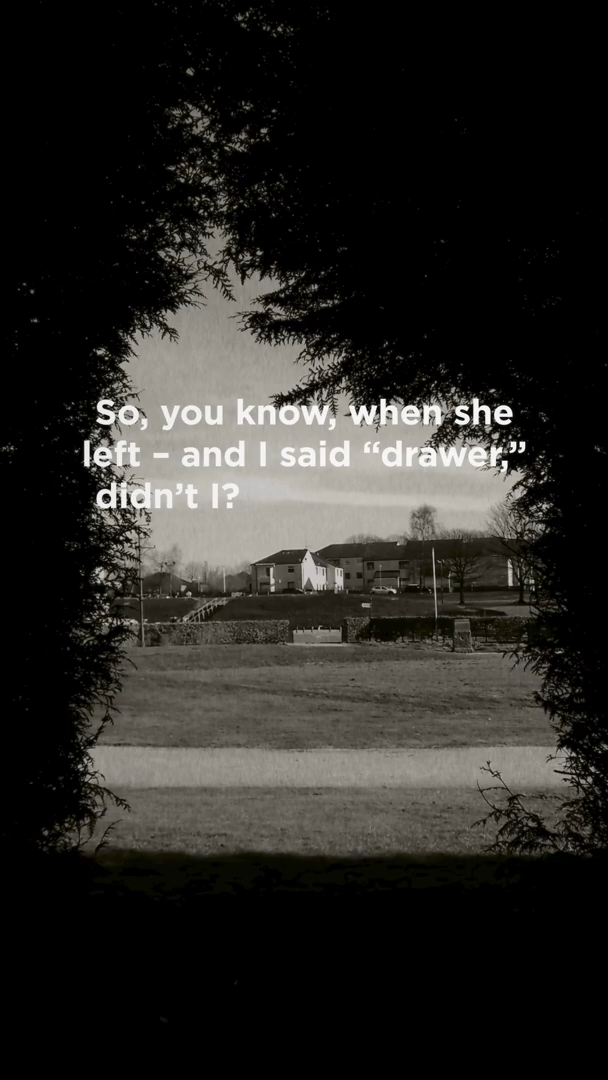 So, you know, when she
left – and I said “drawer,”
didn’t I?